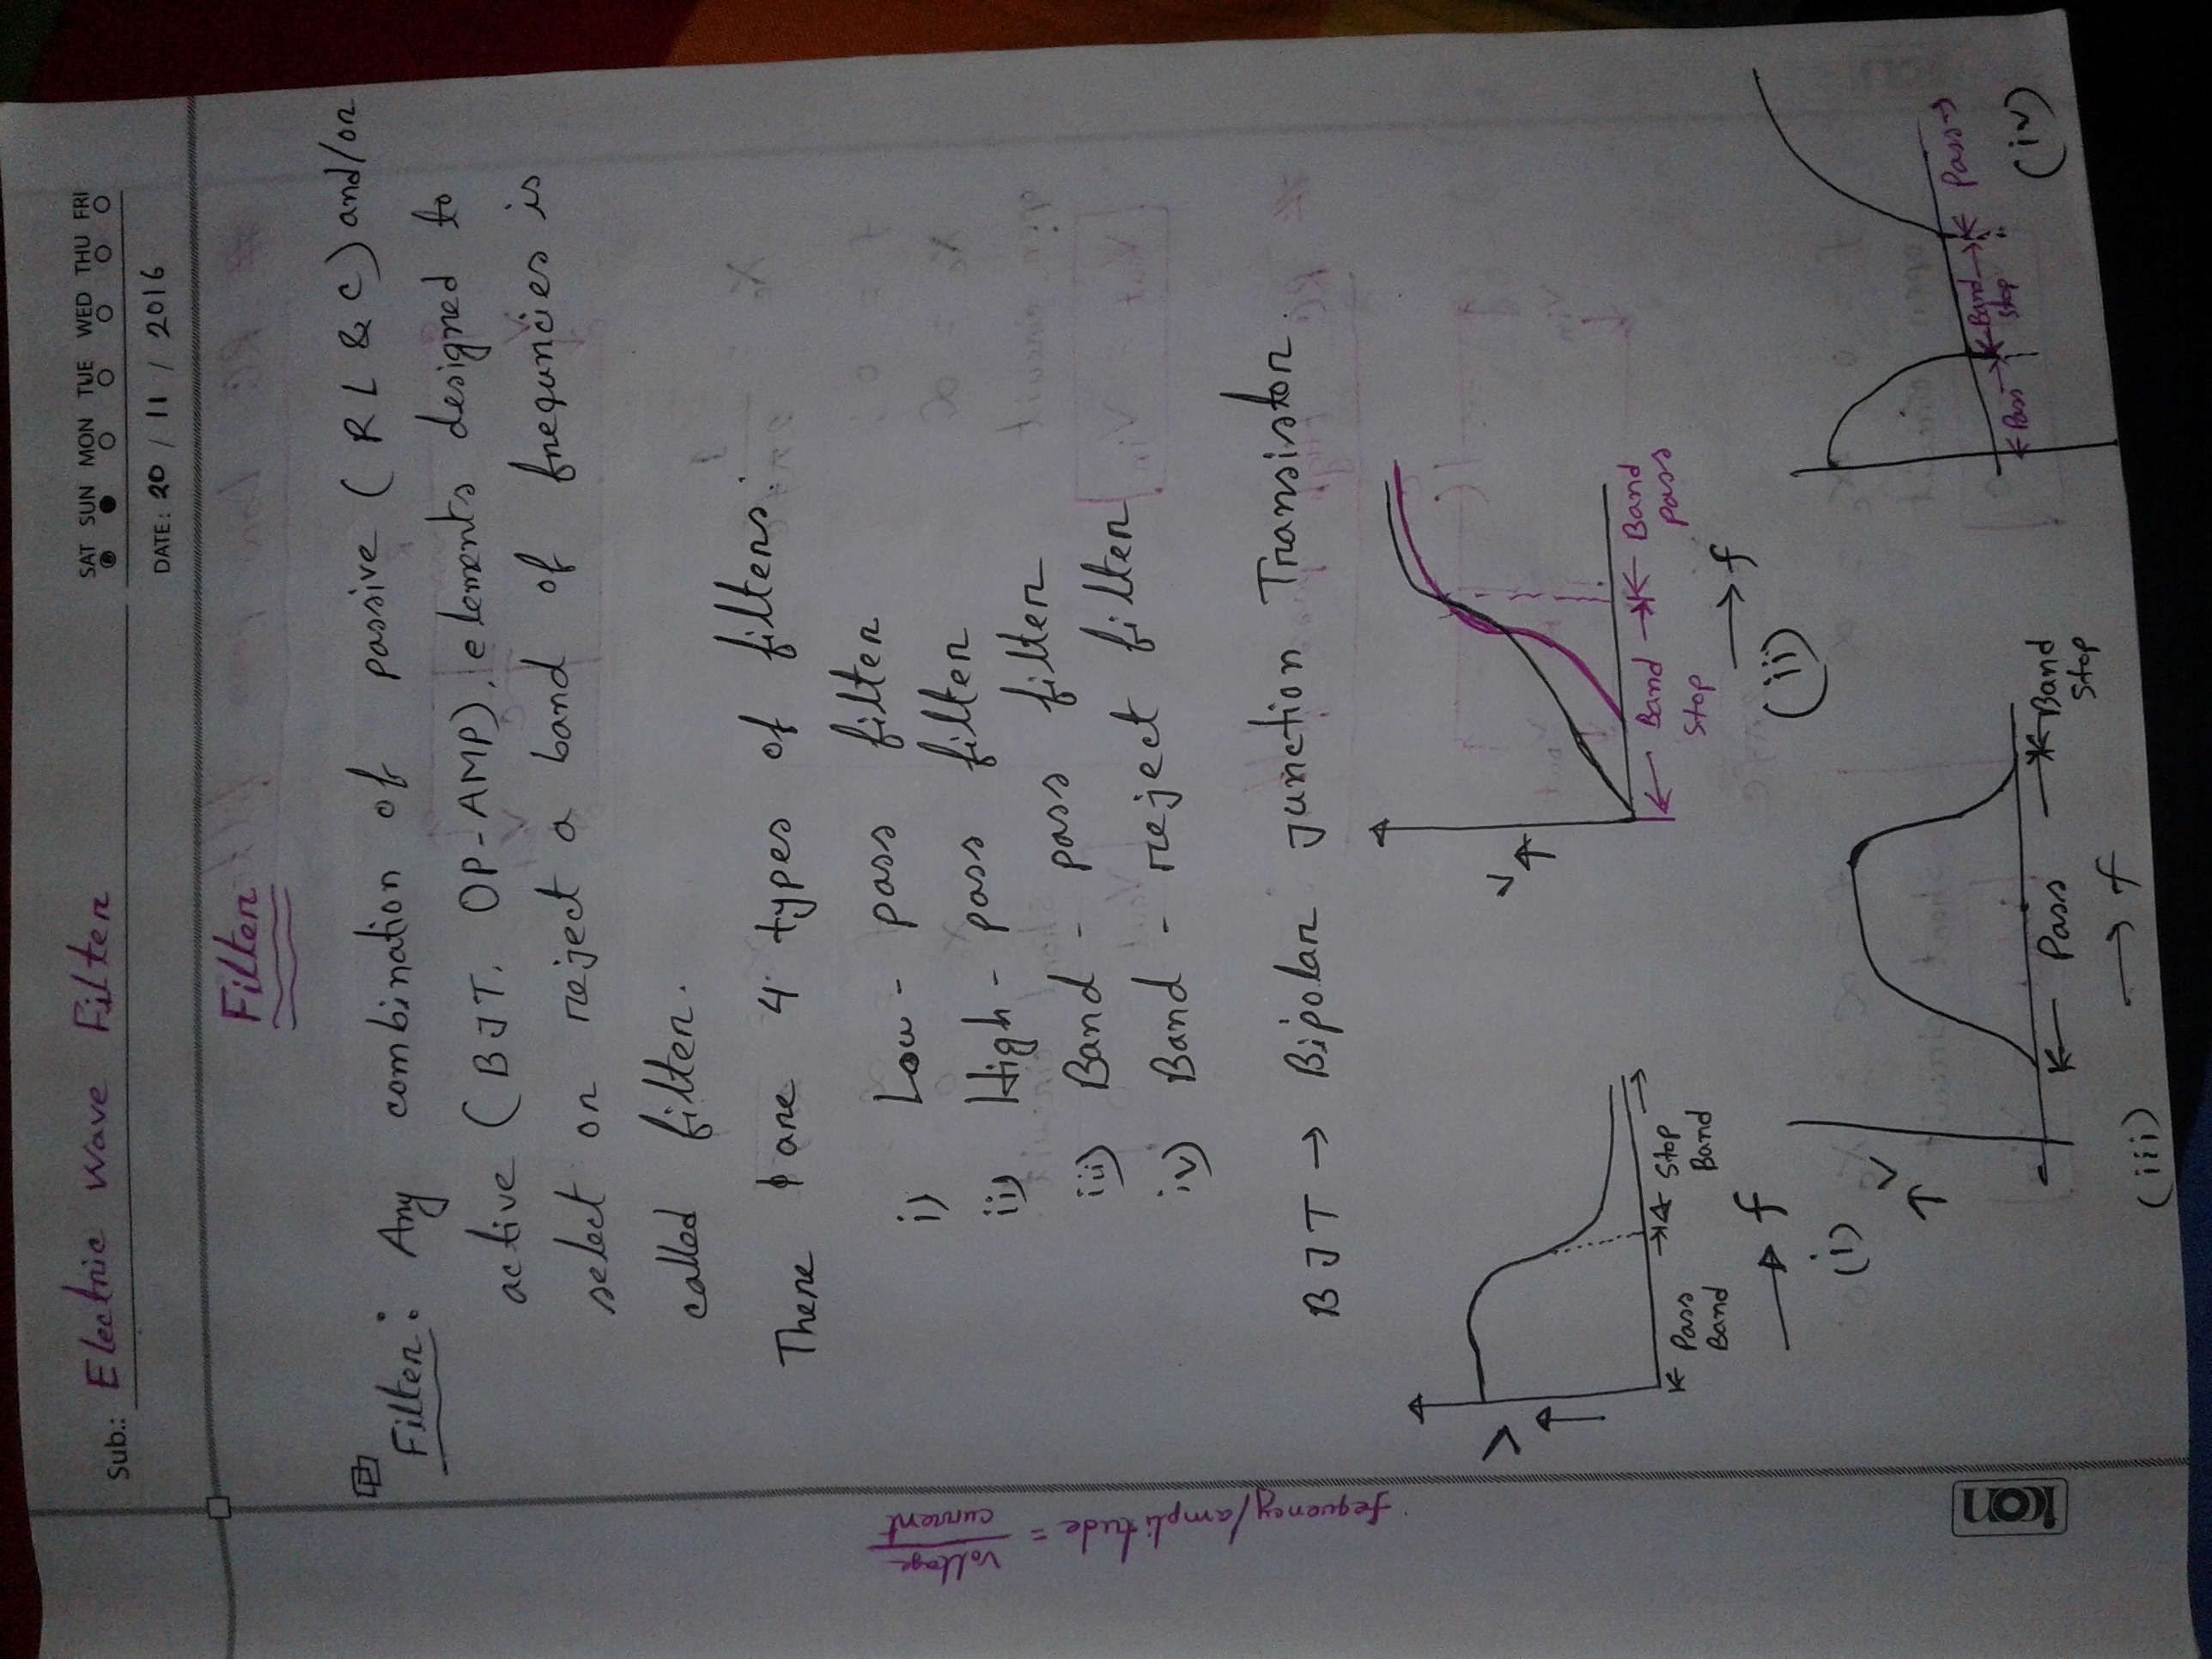 Sub.: Electric Wave Filter
SAT SUN MON TUE WED THU FRI
DATE: 20 / 11 / 2016
Filter
Filter: Any combination of passive (R L & C) and/or
active (BJT, OP-AMP), elements designed to
select or reject a band of frequncies is
called filter.
There are 4 types of filters:
i) Low - pass filter
ii) High - pass filter
iii) Band - pass filter
iv) Band - reject filter
BJT → Bipolar Junction Transistor.
fequency/amplitude = voltage/current
V
Pass Band
Stop Band
→ f
(i)
V
Band Stop
Band pass
→ f
(ii)
V
Pass
Band Stop
→ f
(iii)
Pass
Band Stop
Pass
(iv)
icon